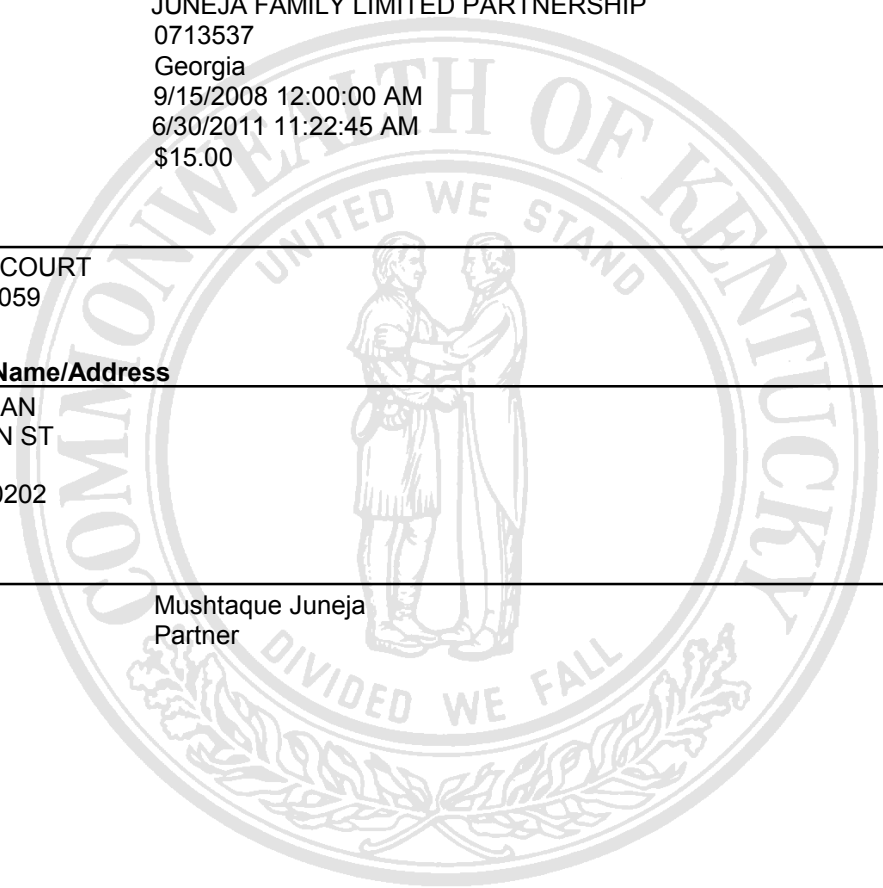 JUNEJA FAMILY LIMITED PARTNERSHIP
0713537
Georgia
9/15/2008 12:00:00 AM
6/30/2011 11:22:45 AM
$15.00
COURT
059
Name/Address
AN
N ST
0202
Mushtaque Juneja
Partner
COMMONWEALTH OF KENTUCKY
UNITED WE STAND
DIVIDED WE FALL